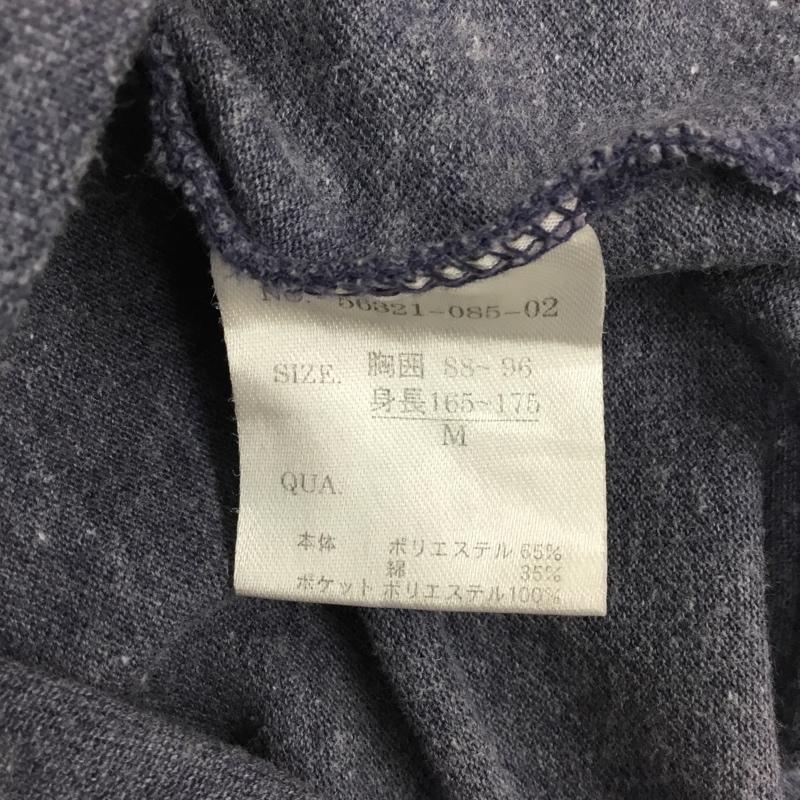 NO. 56321-085-02
SIZE. 胸囲 88~96
身長165~175
M
QUA.
本体 ポリエステル 65%
綿 35%
ポケット ポリエステル100%